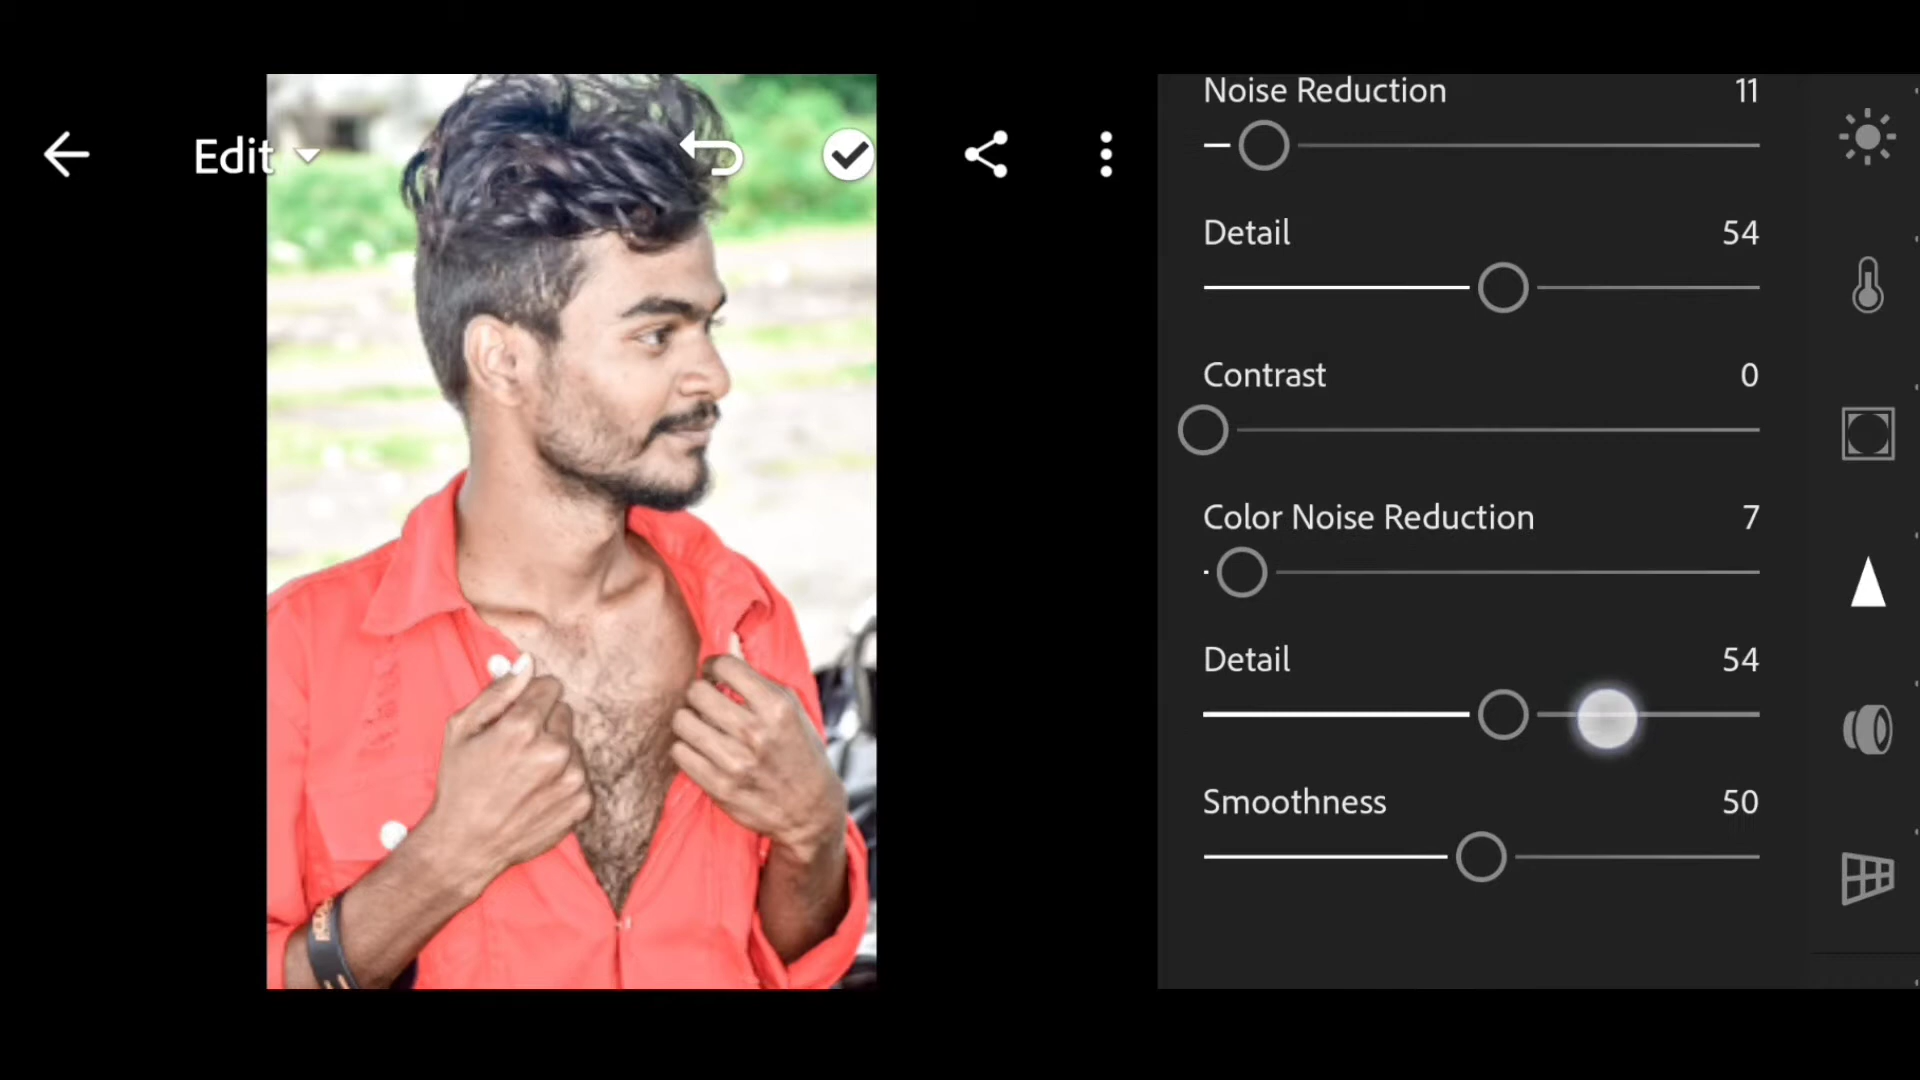 Edit
Noise Reduction 11
Detail 54
Contrast 0
Color Noise Reduction 7
Detail 54
Smoothness 50